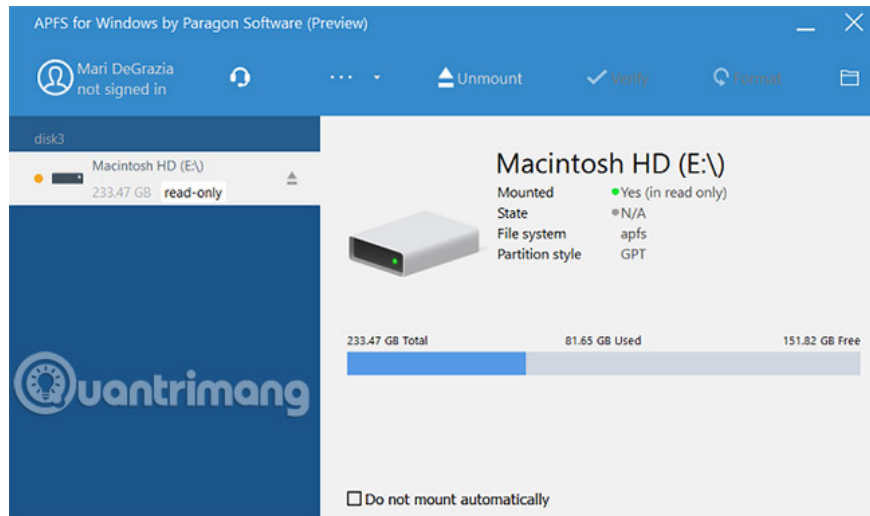 APFS for Windows by Paragon Software (Preview)
Mari DeGrazia
not signed in
Unmount
Verify
Format
disk3
Macintosh HD (E:\)
233.47 GB read-only
Macintosh HD (E:\)
Mounted Yes (in read only)
State N/A
File system apfs
Partition style GPT
233.47 GB Total 81.65 GB Used 151.82 GB Free
Quantrimang
Do not mount automatically